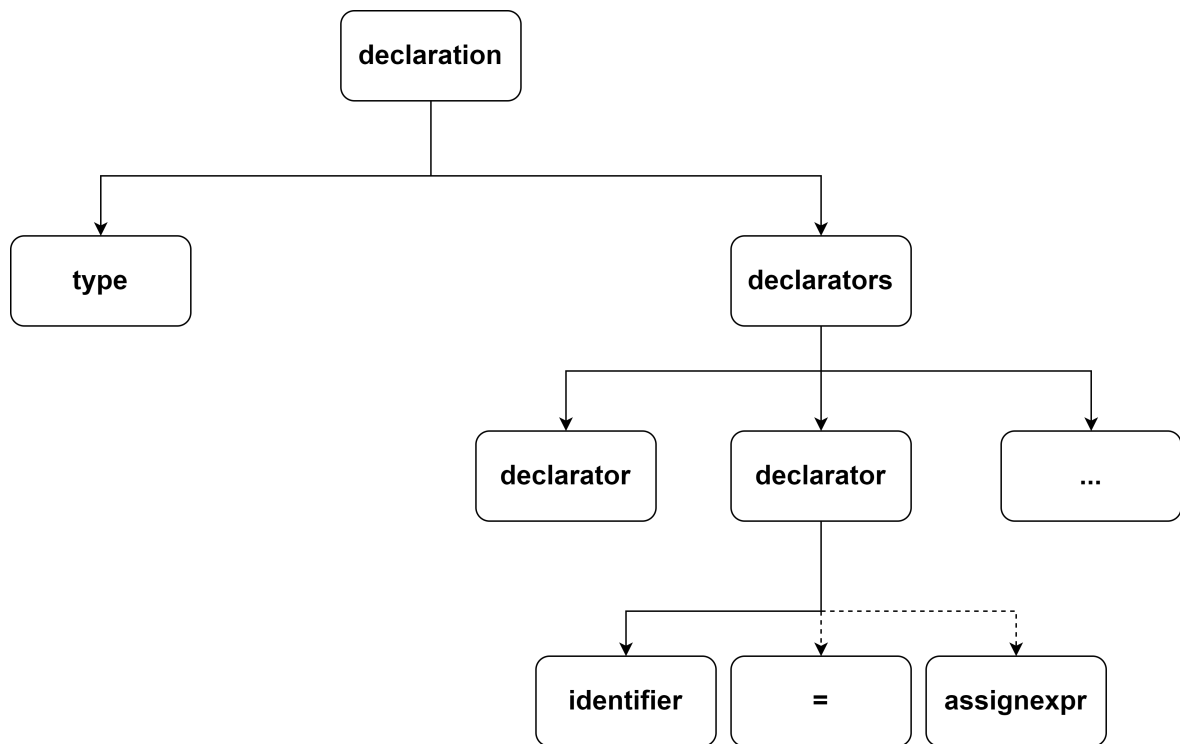 declaration
type
declarators
declarator
declarator
...
identifier
=
assignexpr